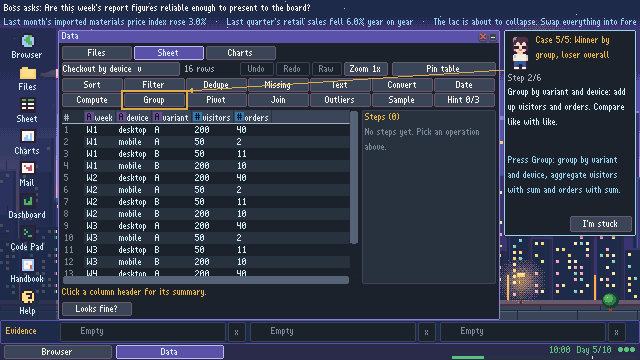 Boss asks: Are this week's report figures reliable enough to present to the board?
Last month's imported materials price index rose 3.0% · Last quarter's retail sales fell 6.0% year on year · The lac is about to collapse. Swap everything into fore
Data
Files
Sheet
Charts
Checkout by device v
16 rows
Undo
Redo
Raw
Zoom 1x
Pin table
Sort
Filter
Dedupe
Missing
Text
Convert
Date
Compute
Group
Pivot
Join
Outliers
Sample
Hint 0/3
# A week A device A variant # visitors # orders
1 W1 desktop A 200 40
2 W1 mobile A 50 2
3 W1 desktop B 50 11
4 W1 mobile B 200 10
5 W2 desktop A 200 40
6 W2 mobile A 50 2
7 W2 desktop B 50 11
8 W2 mobile B 200 10
9 W3 desktop A 200 40
10 W3 mobile A 50 2
11 W3 desktop B 50 11
12 W3 mobile B 200 10
13 W4 desktop A 200 40
Steps (0)
No steps yet. Pick an operation
above.
Click a column header for its summary.
Looks fine?
Case 5/5: Winner by
group, loser overall
Step 2/6
Group by variant and device: add
up visitors and orders. Compare
like with like.
Press Group: group by variant
and device, aggregate visitors
with sum and orders with sum.
I'm stuck
Browser
Files
Sheet
Charts
Mail
Dashboard
Code Pad
Handbook
Help
Evidence
Empty
x
Empty
x
Empty
x
Browser
Data
10:00 Day 5/10